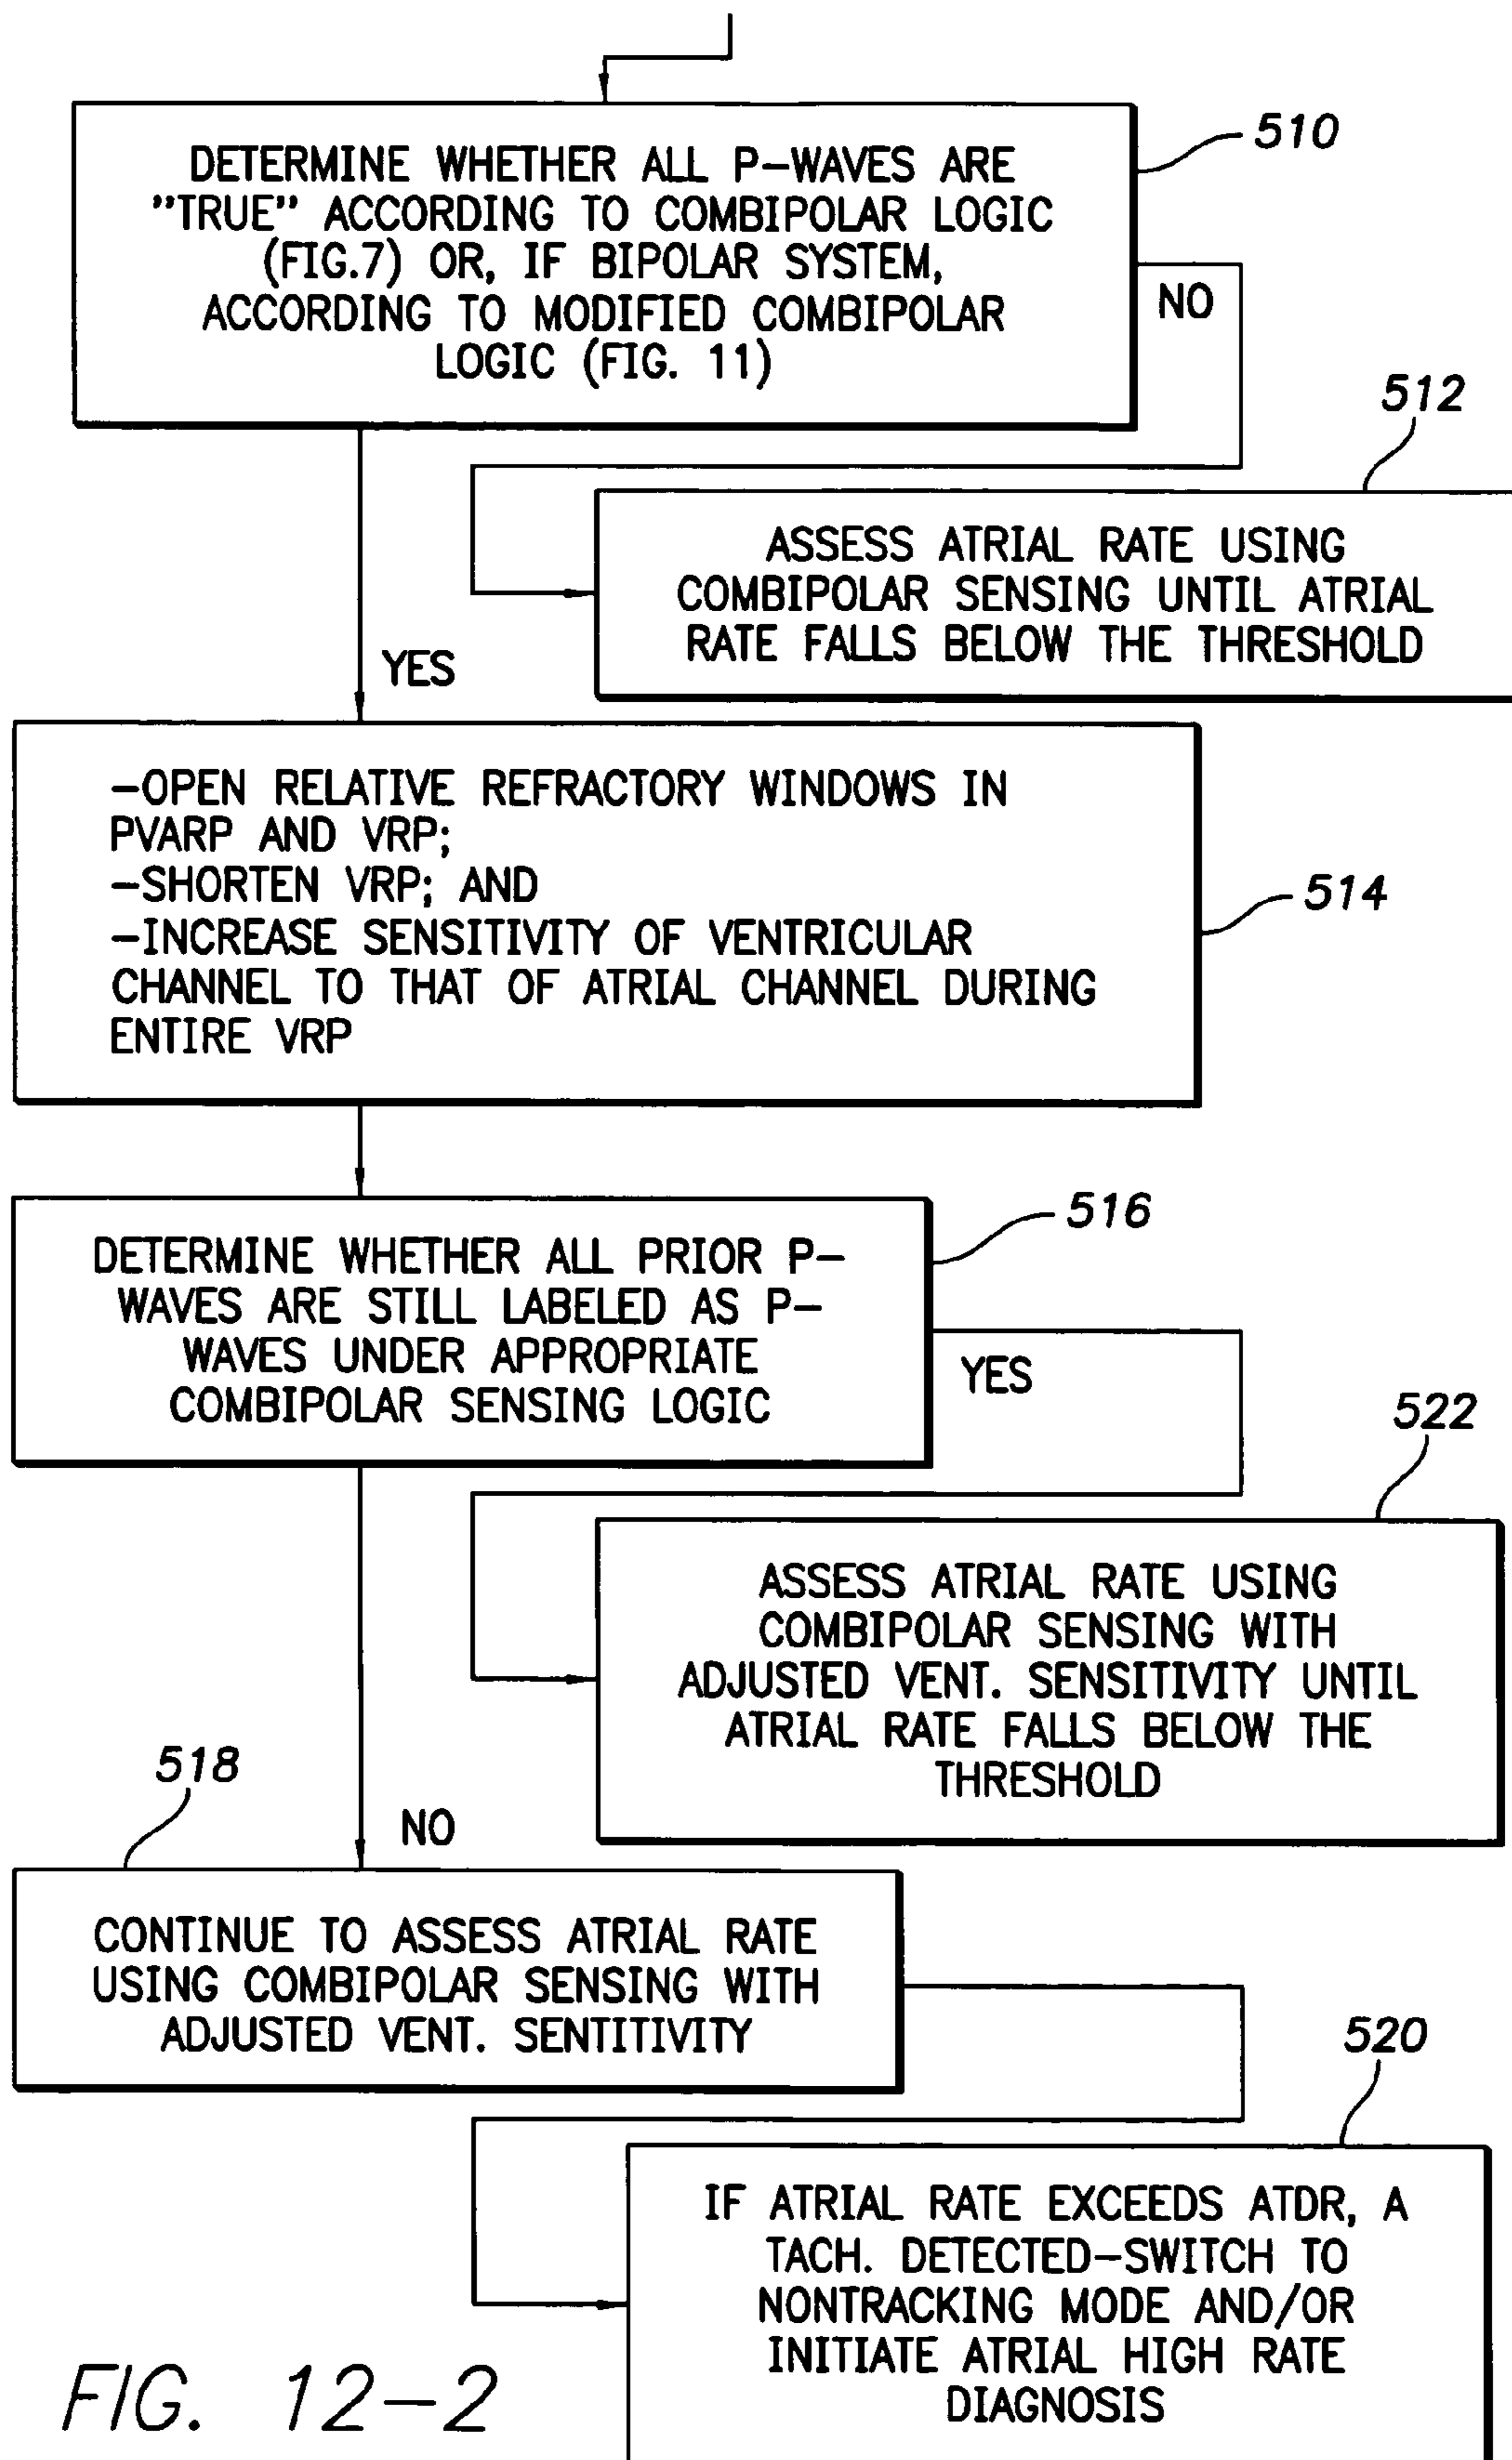 510
DETERMINE WHETHER ALL P-WAVES ARE
"TRUE" ACCORDING TO COMBIPOLAR LOGIC
(FIG.7) OR, IF BIPOLAR SYSTEM,
ACCORDING TO MODIFIED COMBIPOLAR
LOGIC (FIG. 11)
NO
512
ASSESS ATRIAL RATE USING
COMBIPOLAR SENSING UNTIL ATRIAL
RATE FALLS BELOW THE THRESHOLD
YES
-OPEN RELATIVE REFRACTORY WINDOWS IN
PVARP AND VRP;
-SHORTEN VRP; AND
-INCREASE SENSITIVITY OF VENTRICULAR
CHANNEL TO THAT OF ATRIAL CHANNEL DURING
ENTIRE VRP
514
516
DETERMINE WHETHER ALL PRIOR P-
WAVES ARE STILL LABELED AS P-
WAVES UNDER APPROPRIATE
COMBIPOLAR SENSING LOGIC
YES
522
ASSESS ATRIAL RATE USING
COMBIPOLAR SENSING WITH
ADJUSTED VENT. SENSITIVITY UNTIL
ATRIAL RATE FALLS BELOW THE
THRESHOLD
518
NO
CONTINUE TO ASSESS ATRIAL RATE
USING COMBIPOLAR SENSING WITH
ADJUSTED VENT. SENTITIVITY
520
IF ATRIAL RATE EXCEEDS ATDR, A
TACH. DETECTED-SWITCH TO
NONTRACKING MODE AND/OR
INITIATE ATRIAL HIGH RATE
DIAGNOSIS
FIG. 12-2